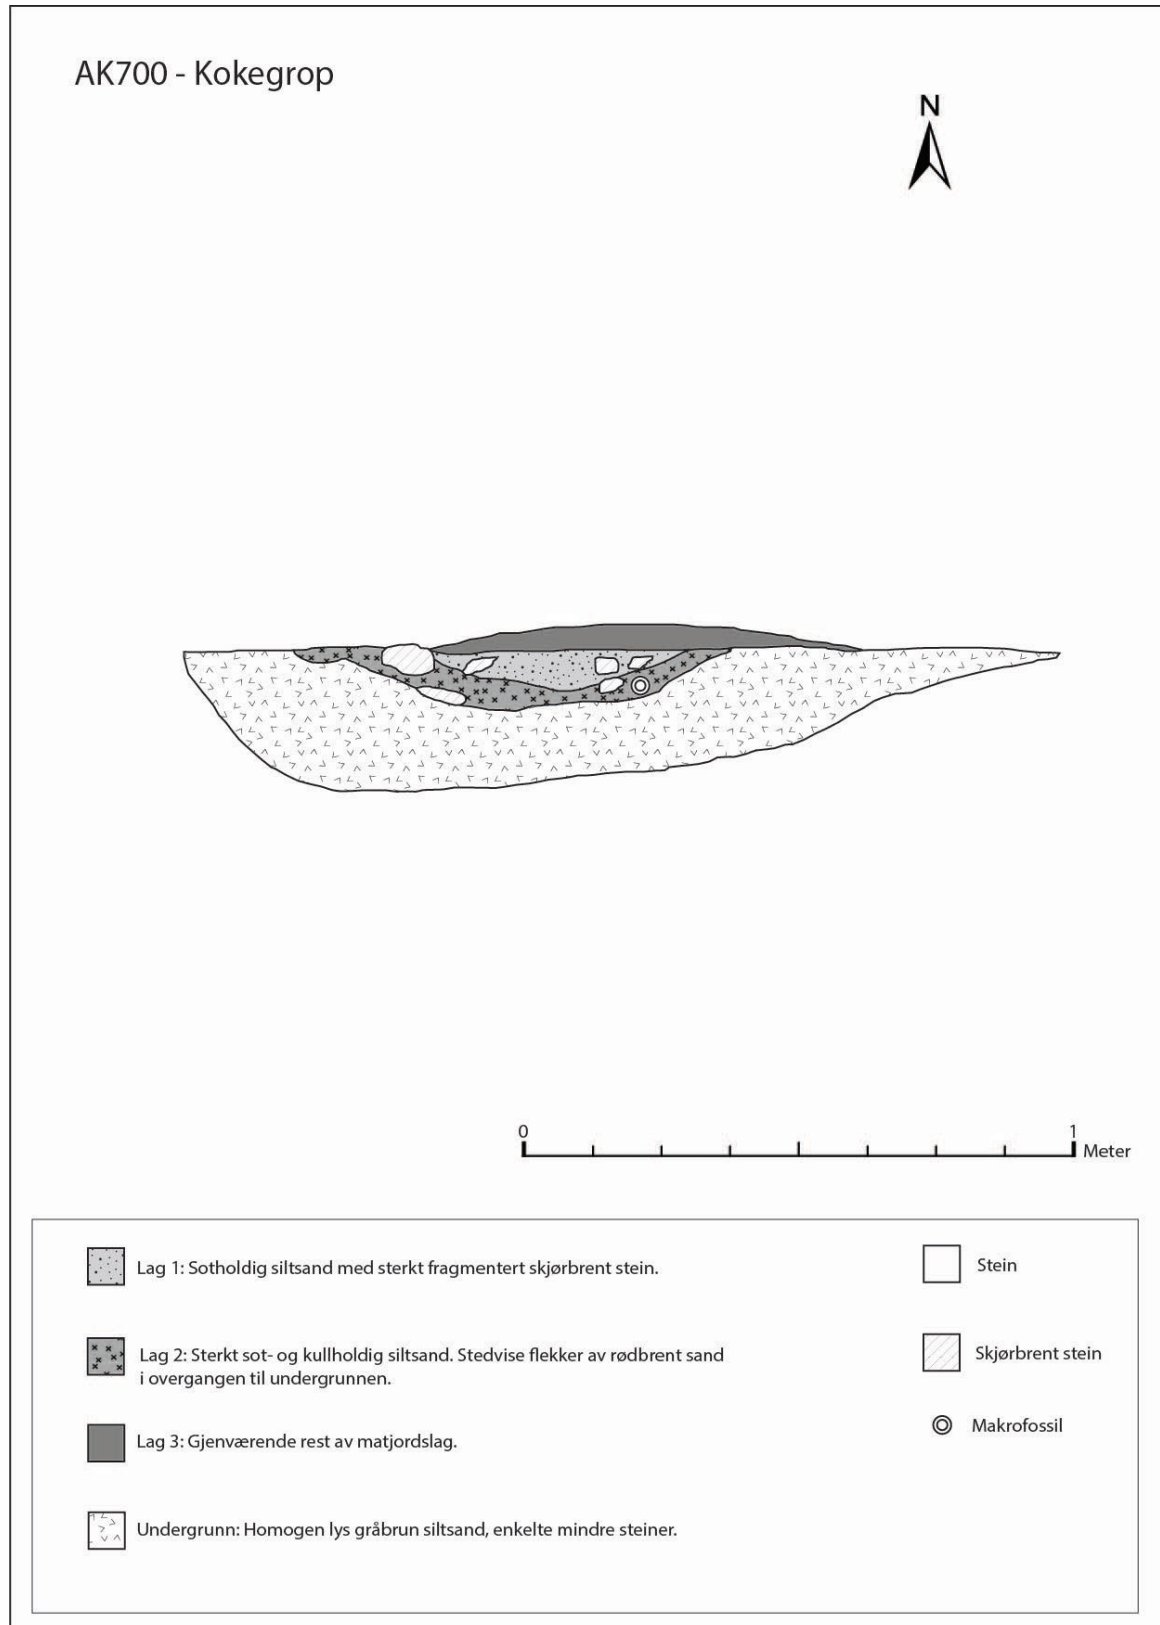 AK700 - Kokegrop
N
0
1
Meter
Lag 1: Sotholdig siltsand med sterkt fragmentert skjørbrent stein.
Stein
Lag 2: Sterkt sot- og kullholdig siltsand. Stedvise flekker av rødbrent sand
i overgangen til undergrunnen.
Skjørbrent stein
Lag 3: Gjenværende rest av matjordslag.
Makrofossil
Undergrunn: Homogen lys gråbrun siltsand, enkelte mindre steiner.